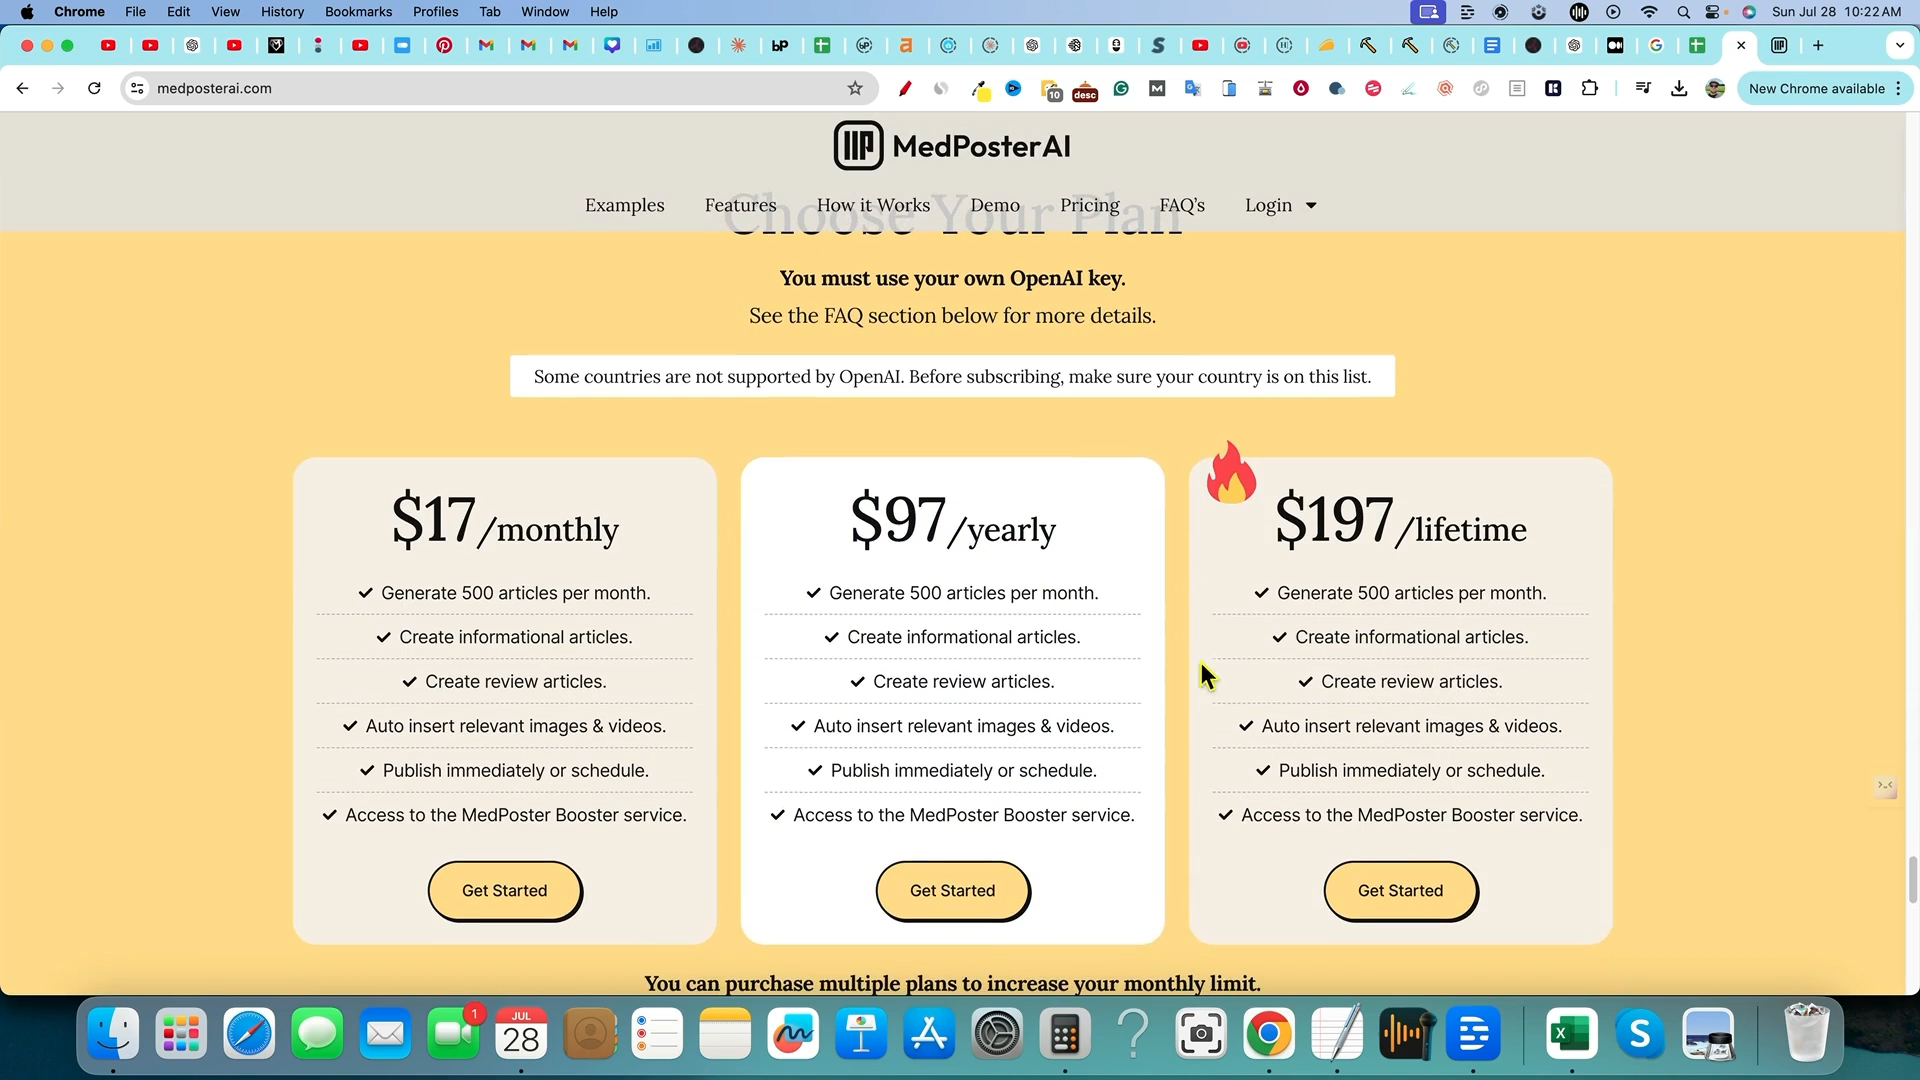 Chrome File Edit View History Bookmarks Profiles Tab Window Help Sun Jul 28 10:22 AM
medposterai.com
10
desc
New Chrome available
MedPosterAI
Choose Your Plan
Examples Features How it Works Demo Pricing FAQ's Login
You must use your own OpenAI key.
See the FAQ section below for more details.
Some countries are not supported by OpenAI. Before subscribing, make sure your country is on this list.
$17/monthly
Generate 500 articles per month.
Create informational articles.
Create review articles.
Auto insert relevant images & videos.
Publish immediately or schedule.
Access to the MedPoster Booster service.
Get Started
$97/yearly
Generate 500 articles per month.
Create informational articles.
Create review articles.
Auto insert relevant images & videos.
Publish immediately or schedule.
Access to the MedPoster Booster service.
Get Started
$197/lifetime
Generate 500 articles per month.
Create informational articles.
Create review articles.
Auto insert relevant images & videos.
Publish immediately or schedule.
Access to the MedPoster Booster service.
Get Started
You can purchase multiple plans to increase your monthly limit.
1
JUL
28